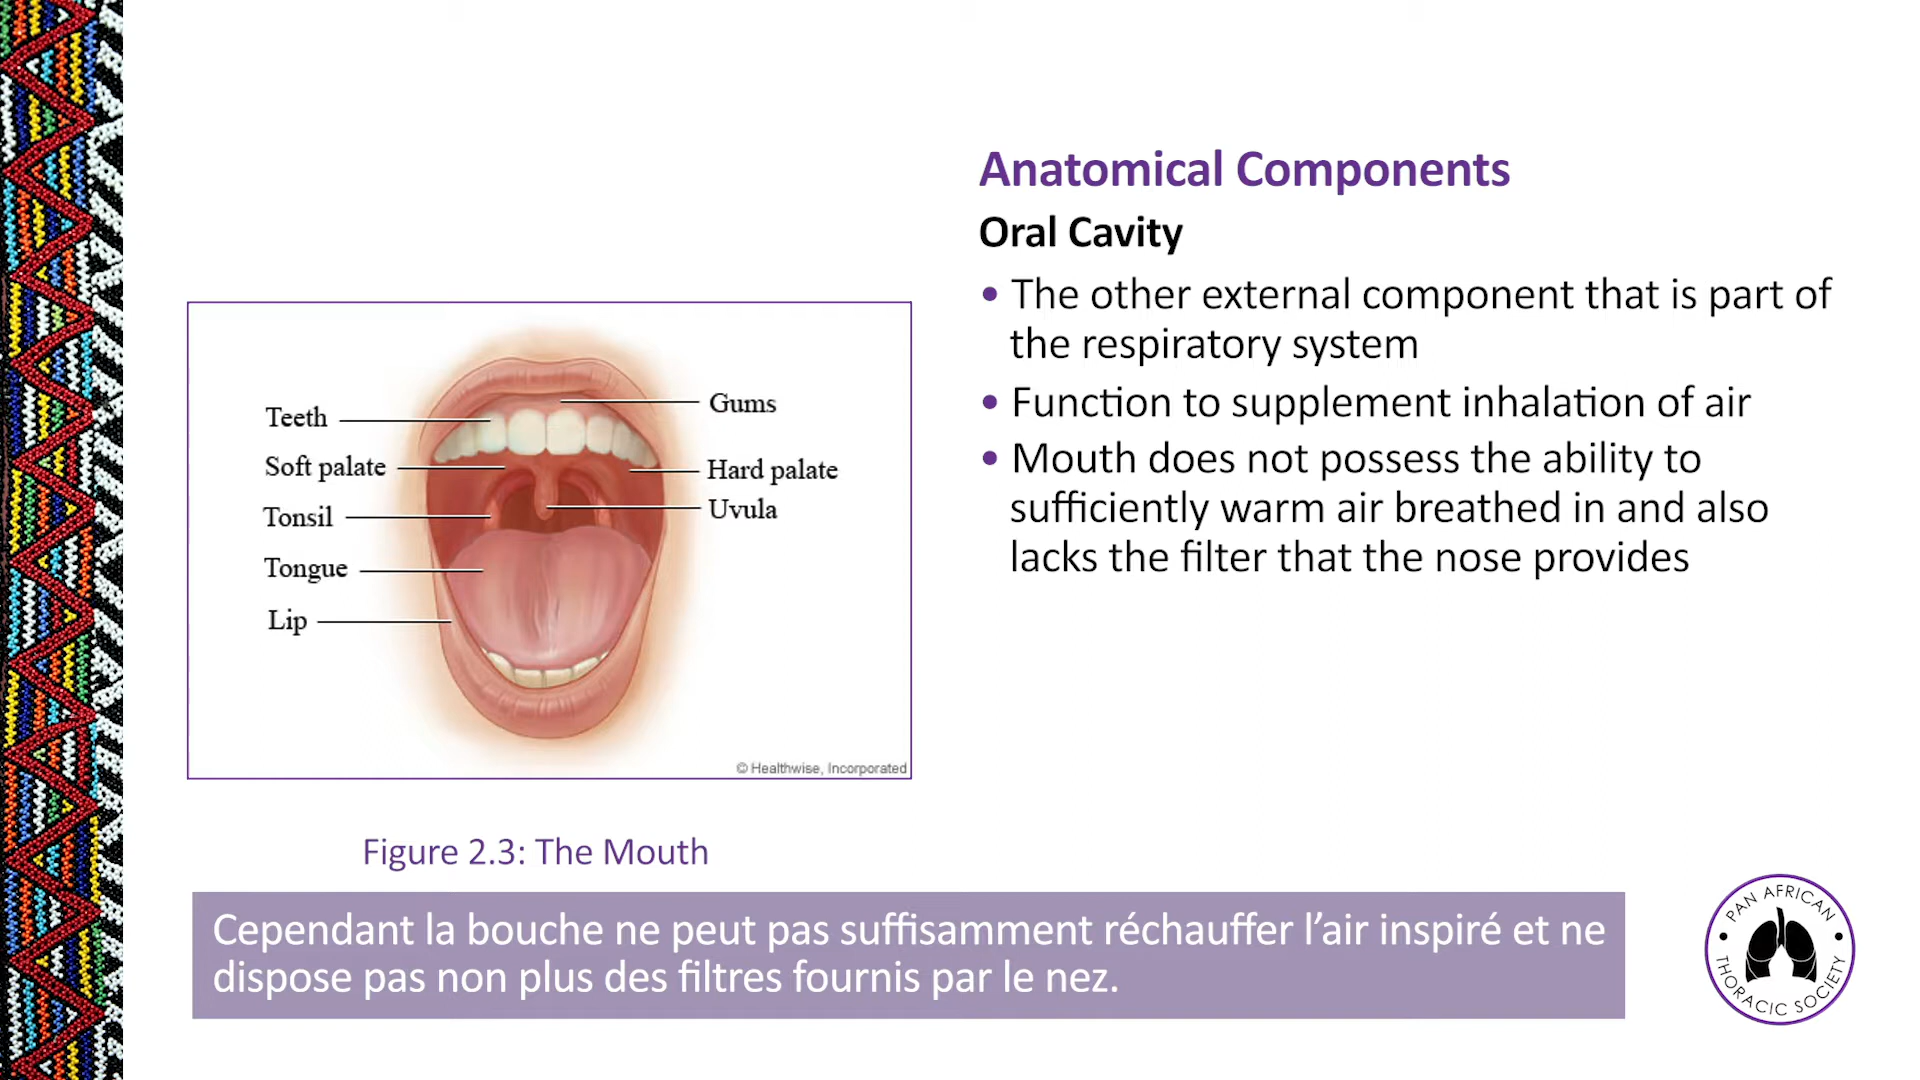 Anatomical Components
Oral Cavity
• The other external component that is part of
the respiratory system
• Function to supplement inhalation of air
• Mouth does not possess the ability to
sufficiently warm air breathed in and also
lacks the filter that the nose provides
Teeth
Soft palate
Tonsil
Tongue
Lip
Gums
Hard palate
Uvula
© Healthwise, Incorporated
Figure 2.3: The Mouth
Cependant la bouche ne peut pas suffisamment réchauffer l’air inspiré et ne
dispose pas non plus des filtres fournis par le nez.
PAN AFRICAN
THORACIC SOCIETY